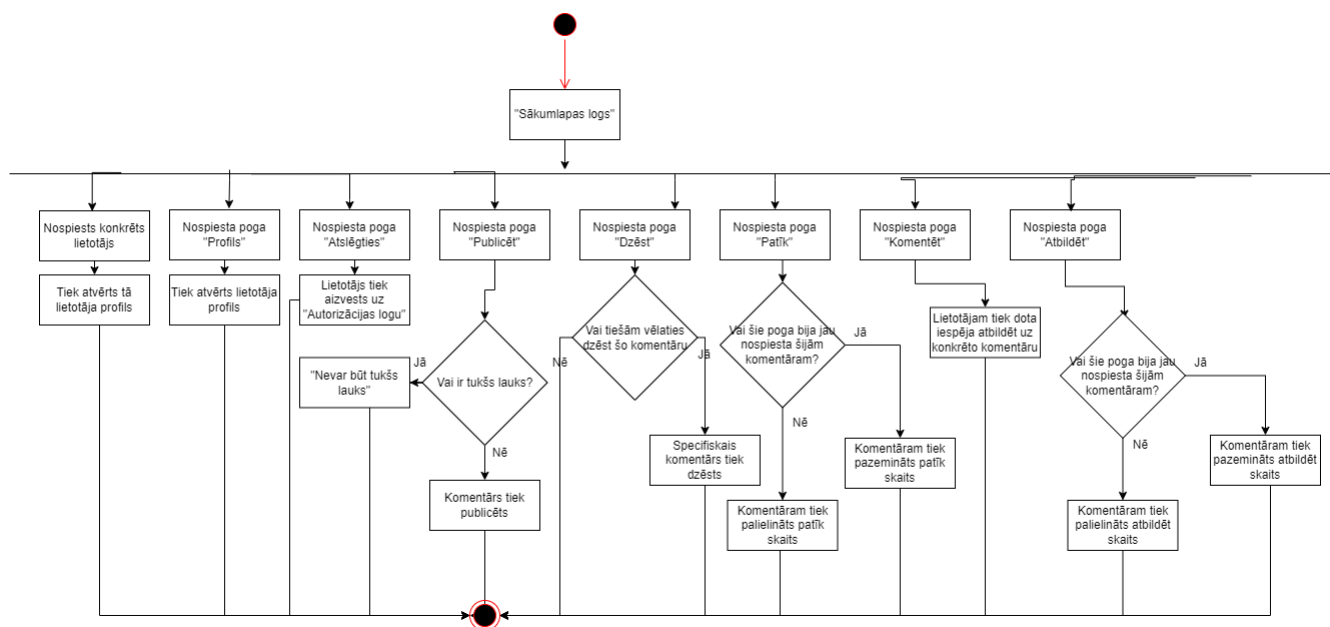 "Sākumlapas logs"
Nospiests konkrēts
lietotājs
Nospiesta poga
"Profils"
Nospiesta poga
"Atslēgties"
Nospiesta poga
"Publicēt"
Nospiesta poga
"Dzēst"
Nospiesta poga
"Patīk"
Nospiesta poga
"Komentēt"
Nospiesta poga
"Atbildēt"
Tiek atvērts tā
lietotāja profils
Tiek atvērts lietotāja
profils
Lietotājs tiek
aizvests uz
"Autorizācijas logu"
Vai tiešām vēlaties
dzēst šo komentāru
Nē
Jā
Vai šie poga bija jau
nospiesta šijām
komentāram?
Jā
Nē
Lietotājam tiek dota
iespēja atbildēt uz
konkrēto komentāru
Vai šie poga bija jau
nospiesta šijām
komentāram?
Jā
Nē
"Nevar būt tukšs
lauks"
Jā
Vai ir tukšs lauks?
Nē
Specifiskais
komentārs tiek
dzēsts
Komentāram tiek
pazemināts patīk
skaits
Komentāram tiek
pazemināts atbildēt
skaits
Komentārs tiek
publicēts
Komentāram tiek
palielināts patīk
skaits
Komentāram tiek
palielināts atbildēt
skaits